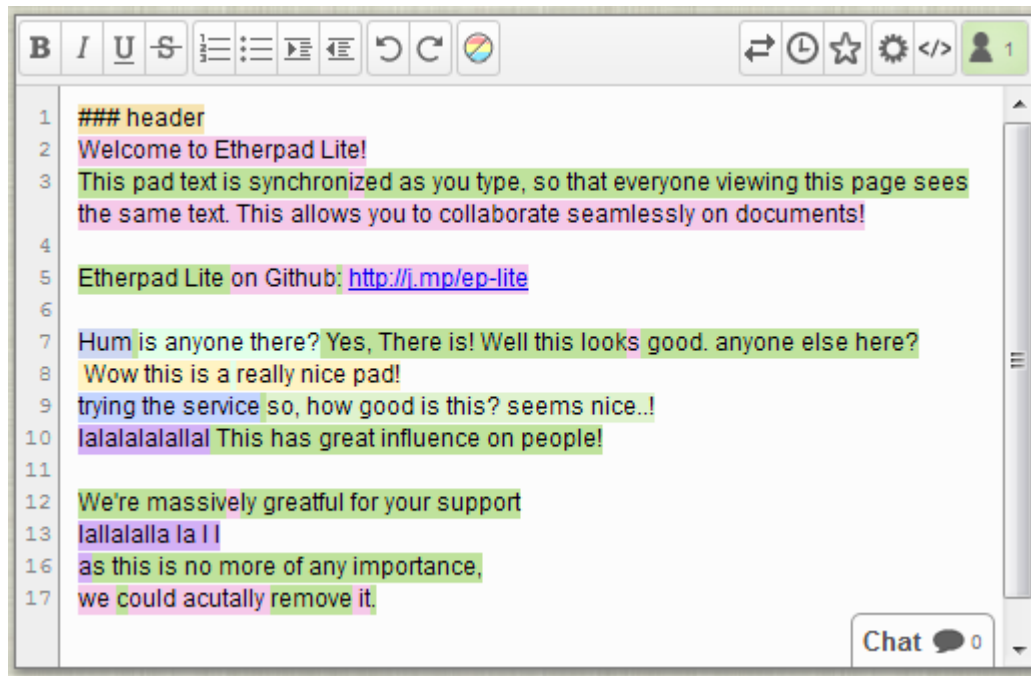 B I U S </> 1
1 ### header
2 Welcome to Etherpad Lite!
3 This pad text is synchronized as you type, so that everyone viewing this page sees
the same text. This allows you to collaborate seamlessly on documents!
4
5 Etherpad Lite on Github: http://j.mp/ep-lite
6
7 Hum is anyone there? Yes, There is! Well this looks good. anyone else here?
8 Wow this is a really nice pad!
9 trying the service so, how good is this? seems nice..!
10 lalalalalallal This has great influence on people!
11
12 We're massively greatful for your support
13 lallalalla la l l
16 as this is no more of any importance,
17 we could acutally remove it.
Chat 0